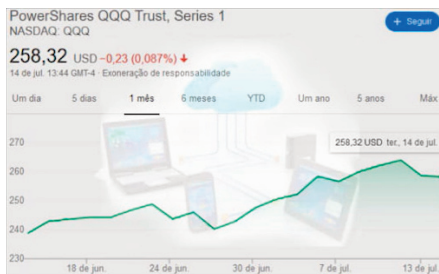 PowerShares QQQ Trust, Series 1
NASDAQ: QQQ
+ Seguir
258,32 USD −0,23 (0,087%) ↓
14 de jul. 13:44 GMT-4 · Exoneração de responsabilidade
Um dia 5 dias 1 mês 6 meses YTD Um ano 5 anos Máx
258,32 USD ter., 14 de jul.
270
260
250
240
230
18 de jun. 24 de jun. 30 de jun. 7 de jul. 13 de jul.